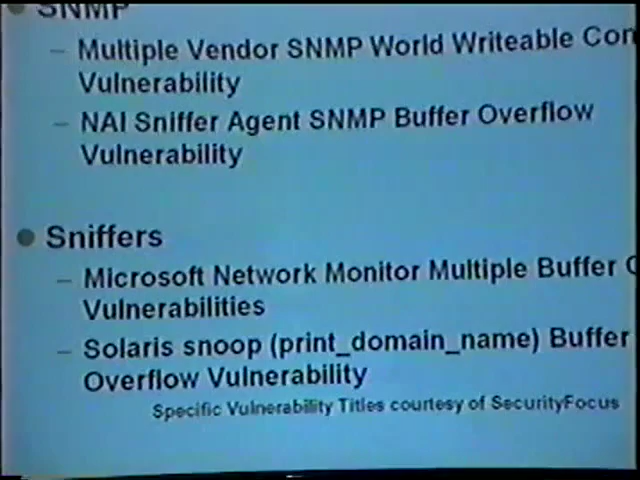 SNMP
– Multiple Vendor SNMP World Writeable
Vulnerability
– NAI Sniffer Agent SNMP Buffer Overflow
Vulnerability
Sniffers
– Microsoft Network Monitor Multiple Buffer
Vulnerabilities
– Solaris snoop (print_domain_name) Buffer
Overflow Vulnerability
Specific Vulnerability Titles courtesy of SecurityFocus